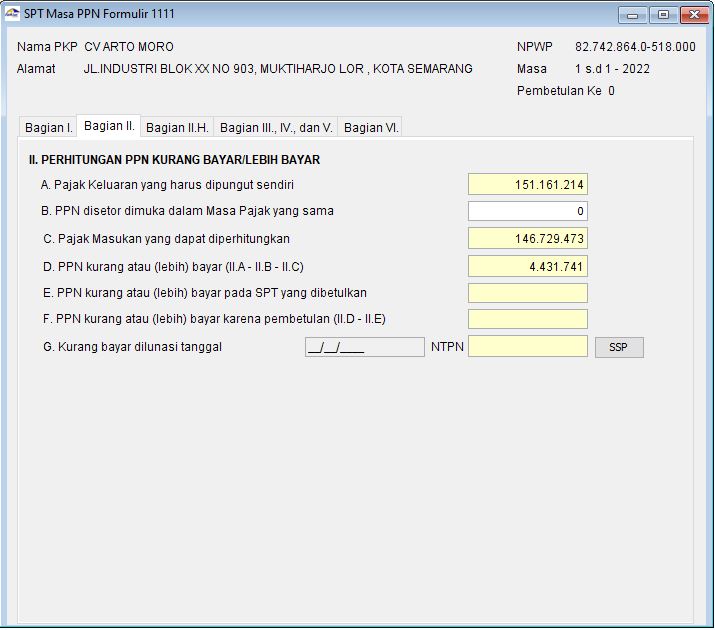 SPT Masa PPN Formulir 1111
Nama PKP CV ARTO MORO NPWP 82.742.864.0-518.000
Alamat JL.INDUSTRI BLOK XX NO 903, MUKTIHARJO LOR , KOTA SEMARANG Masa 1 s.d 1 - 2022
Pembetulan Ke 0
Bagian I. Bagian II. Bagian II.H. Bagian III., IV., dan V. Bagian VI.
II. PERHITUNGAN PPN KURANG BAYAR/LEBIH BAYAR
A. Pajak Keluaran yang harus dipungut sendiri 151.161.214
B. PPN disetor dimuka dalam Masa Pajak yang sama 0
C. Pajak Masukan yang dapat diperhitungkan 146.729.473
D. PPN kurang atau (lebih) bayar (II.A - II.B - II.C) 4.431.741
E. PPN kurang atau (lebih) bayar pada SPT yang dibetulkan
F. PPN kurang atau (lebih) bayar karena pembetulan (II.D - II.E)
G. Kurang bayar dilunasi tanggal __/__/____ NTPN SSP